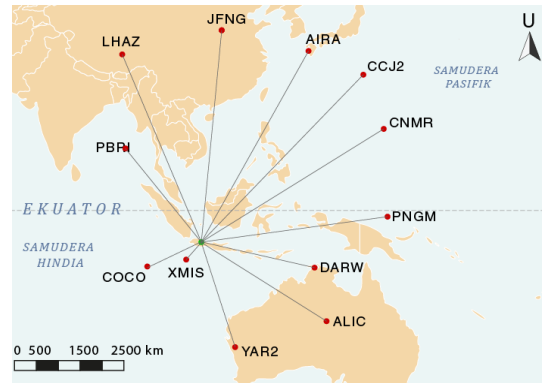 JFNG
U
LHAZ
AIRA
CCJ2
SAMUDERA
PASIFIK
CNMR
PBRI
EKUATOR
PNGM
SAMUDERA
HINDIA
XMIS
COCO
DARW
ALIC
YAR2
0 500 1500 2500 km